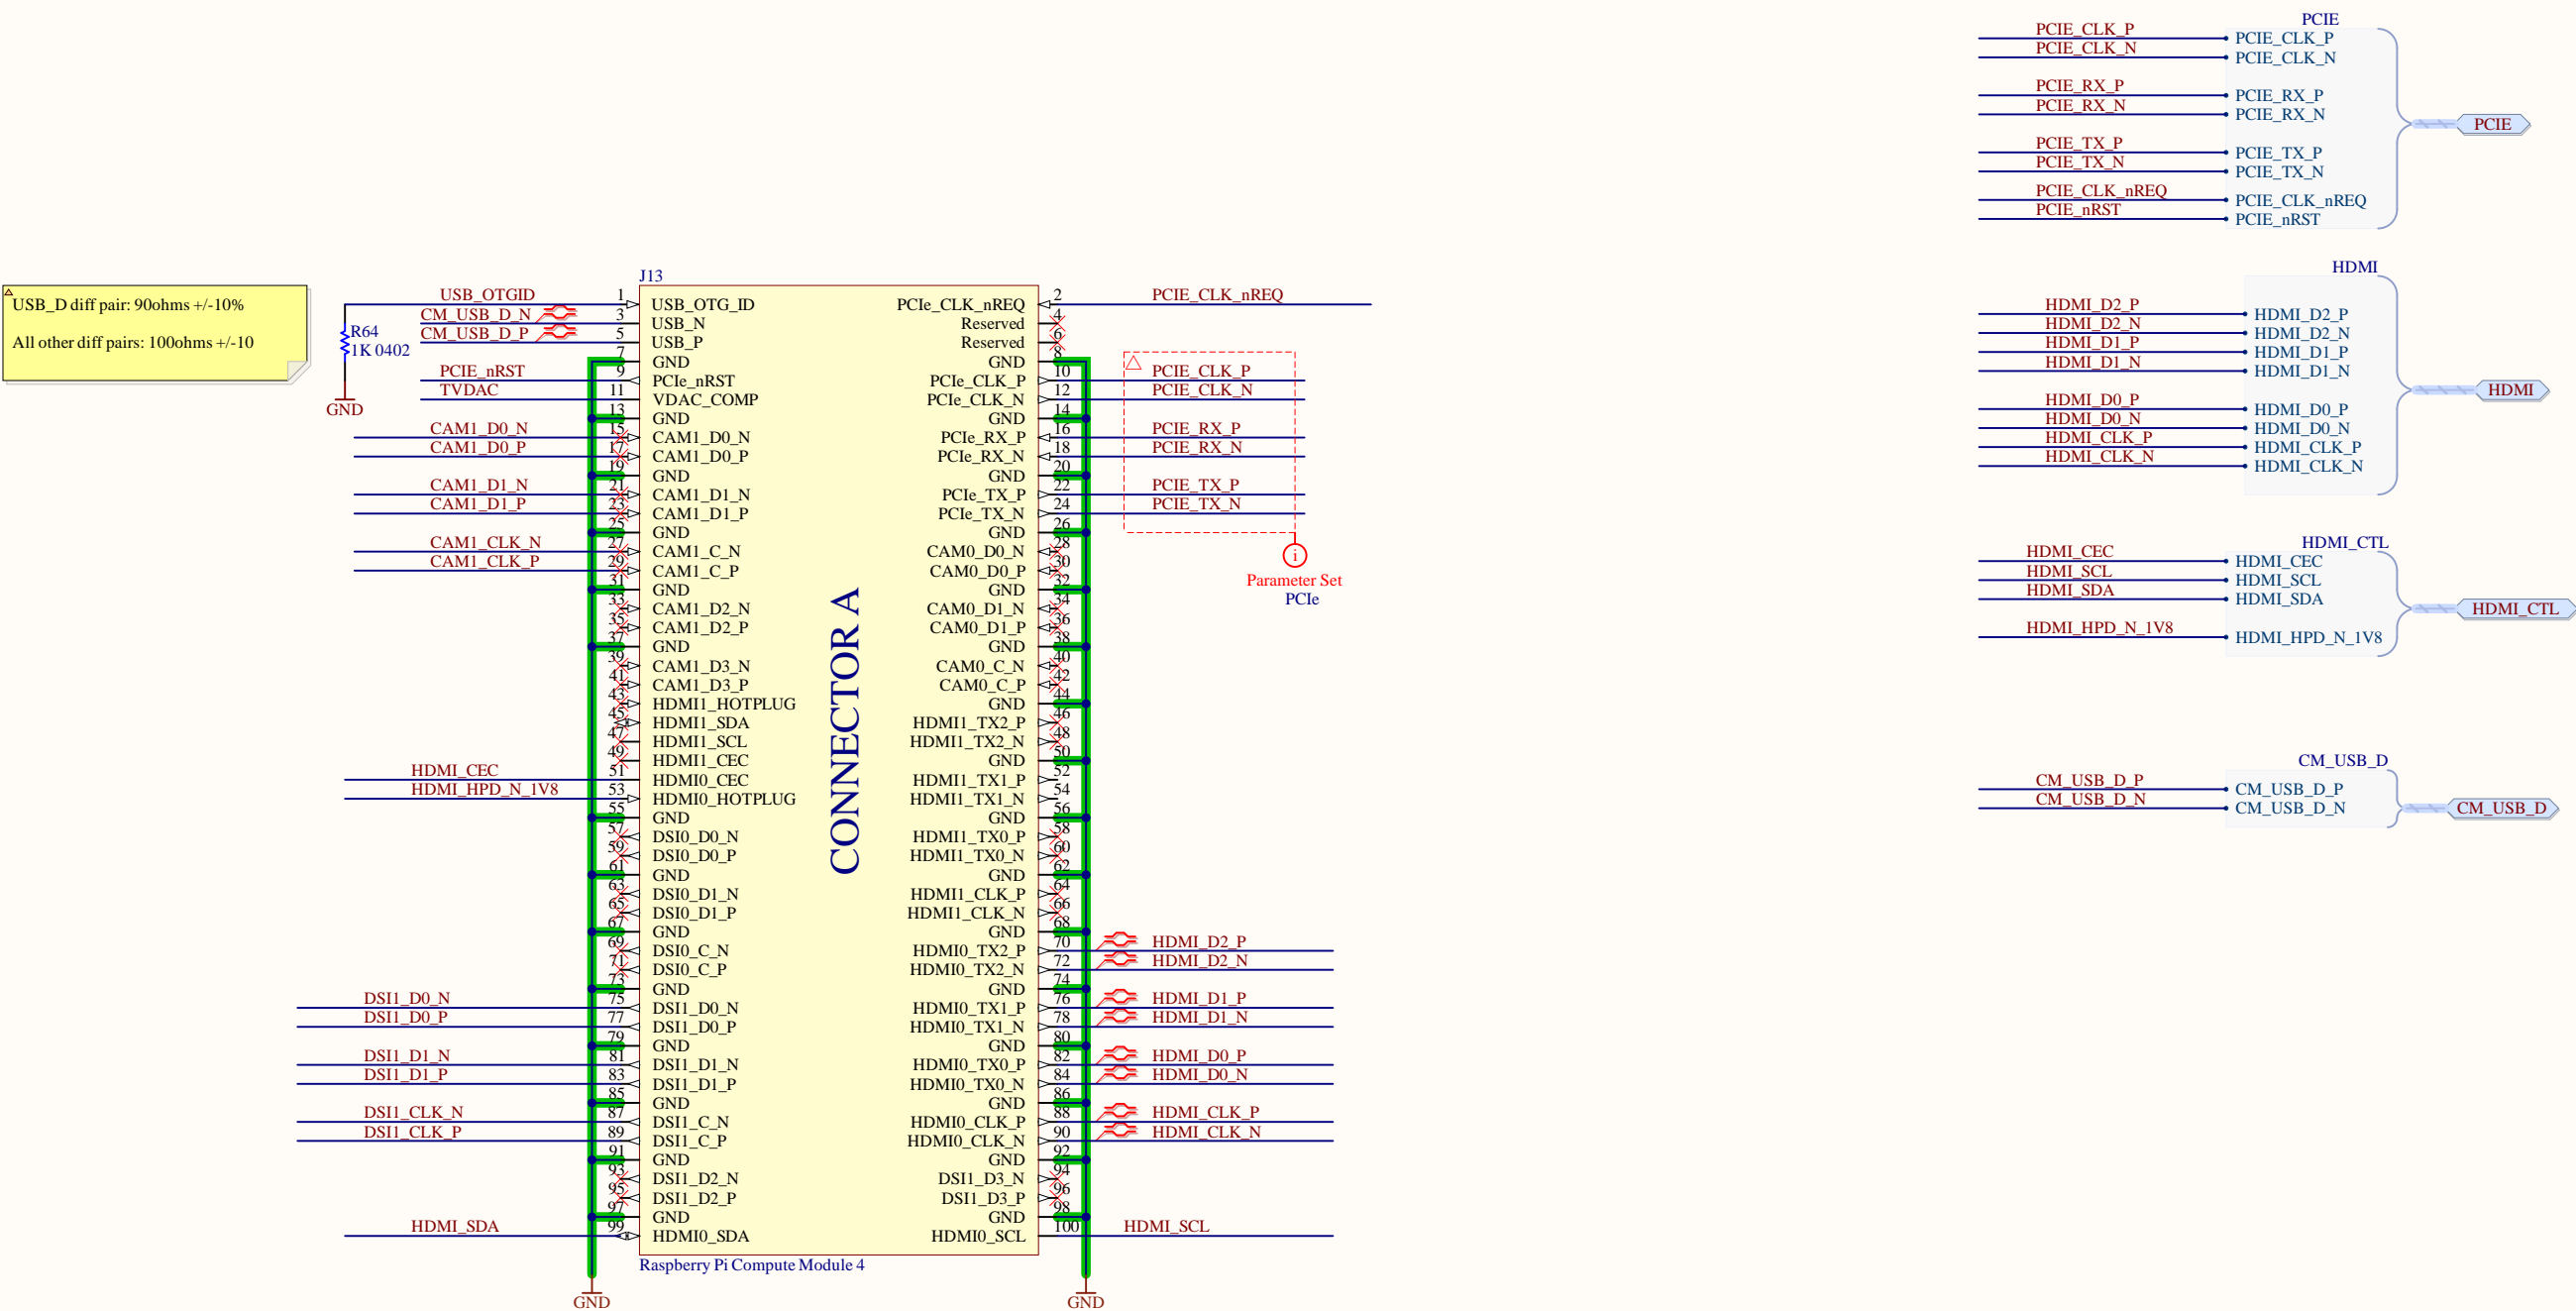 USB_D diff pair: 90ohms +/-10%
All other diff pairs: 100ohms +/-10
R64
1K 0402
GND
J13
USB_OTGID 1 USB_OTG_ID PCIe_CLK_nREQ 2 PCIE_CLK_nREQ
CM_USB_D_N 3 USB_N Reserved 4
CM_USB_D_P 5 USB_P Reserved 6
7 GND GND 8
PCIE_nRST 9 PCIe_nRST PCIe_CLK_P 10 PCIE_CLK_P
TVDAC 11 VDAC_COMP PCIe_CLK_N 12 PCIE_CLK_N
13 GND GND 14
CAM1_D0_N 15 CAM1_D0_N PCIe_RX_P 16 PCIE_RX_P
CAM1_D0_P 17 CAM1_D0_P PCIe_RX_N 18 PCIE_RX_N
19 GND GND 20
CAM1_D1_N 21 CAM1_D1_N PCIe_TX_P 22 PCIE_TX_P
CAM1_D1_P 23 CAM1_D1_P PCIe_TX_N 24 PCIE_TX_N
25 GND GND 26
CAM1_CLK_N 27 CAM1_C_N CAM0_D0_N 28
CAM1_CLK_P 29 CAM1_C_P CAM0_D0_P 30
31 GND GND 32
33 CAM1_D2_N CAM0_D1_N 34
35 CAM1_D2_P CAM0_D1_P 36
37 GND GND 38
39 CAM1_D3_N CAM0_C_N 40
41 CAM1_D3_P CAM0_C_P 42
43 HDMI1_HOTPLUG GND 44
45 HDMI1_SDA HDMI1_TX2_P 46
47 HDMI1_SCL HDMI1_TX2_N 48
49 HDMI1_CEC GND 50
HDMI_CEC 51 HDMI0_CEC HDMI1_TX1_P 52
HDMI_HPD_N_1V8 53 HDMI0_HOTPLUG HDMI1_TX1_N 54
55 GND GND 56
57 DSI0_D0_N HDMI1_TX0_P 58
59 DSI0_D0_P HDMI1_TX0_N 60
61 GND GND 62
63 DSI0_D1_N HDMI1_CLK_P 64
65 DSI0_D1_P HDMI1_CLK_N 66
67 GND GND 68
69 DSI0_C_N HDMI0_TX2_P 70 HDMI_D2_P
71 DSI0_C_P HDMI0_TX2_N 72 HDMI_D2_N
73 GND GND 74
DSI1_D0_N 75 DSI1_D0_N HDMI0_TX1_P 76 HDMI_D1_P
DSI1_D0_P 77 DSI1_D0_P HDMI0_TX1_N 78 HDMI_D1_N
79 GND GND 80
DSI1_D1_N 81 DSI1_D1_N HDMI0_TX0_P 82 HDMI_D0_P
DSI1_D1_P 83 DSI1_D1_P HDMI0_TX0_N 84 HDMI_D0_N
85 GND GND 86
DSI1_CLK_N 87 DSI1_C_N HDMI0_CLK_P 88 HDMI_CLK_P
DSI1_CLK_P 89 DSI1_C_P HDMI0_CLK_N 90 HDMI_CLK_N
91 GND GND 92
93 DSI1_D2_N DSI1_D3_N 94
95 DSI1_D2_P DSI1_D3_P 96
97 GND GND 98
HDMI_SDA 99 HDMI0_SDA HDMI0_SCL 100 HDMI_SCL
CONNECTOR A
Raspberry Pi Compute Module 4
GND
GND
i
Parameter Set
PCIe
PCIE
PCIE_CLK_P PCIE_CLK_P
PCIE_CLK_N PCIE_CLK_N
PCIE_RX_P PCIE_RX_P
PCIE_RX_N PCIE_RX_N
PCIE
PCIE_TX_P PCIE_TX_P
PCIE_TX_N PCIE_TX_N
PCIE_CLK_nREQ PCIE_CLK_nREQ
PCIE_nRST PCIE_nRST
HDMI
HDMI_D2_P HDMI_D2_P
HDMI_D2_N HDMI_D2_N
HDMI_D1_P HDMI_D1_P
HDMI_D1_N HDMI_D1_N
HDMI
HDMI_D0_P HDMI_D0_P
HDMI_D0_N HDMI_D0_N
HDMI_CLK_P HDMI_CLK_P
HDMI_CLK_N HDMI_CLK_N
HDMI_CTL
HDMI_CEC HDMI_CEC
HDMI_SCL HDMI_SCL
HDMI_SDA HDMI_SDA
HDMI_CTL
HDMI_HPD_N_1V8 HDMI_HPD_N_1V8
CM_USB_D
CM_USB_D_P CM_USB_D_P
CM_USB_D_N CM_USB_D_N
CM_USB_D